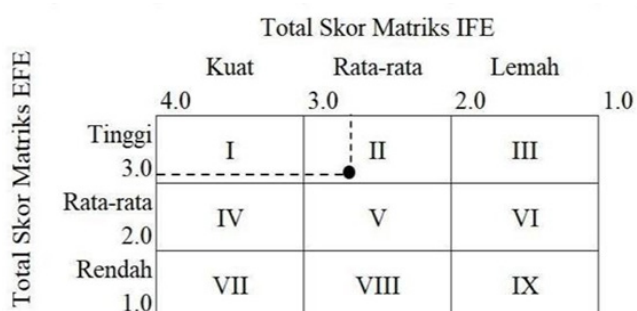 Total Skor Matriks IFE
Kuat Rata-rata Lemah
4.0 3.0 2.0 1.0
Total Skor Matriks EFE
Tinggi
I II III
3.0
Rata-rata
IV V VI
2.0
Rendah
VII VIII IX
1.0